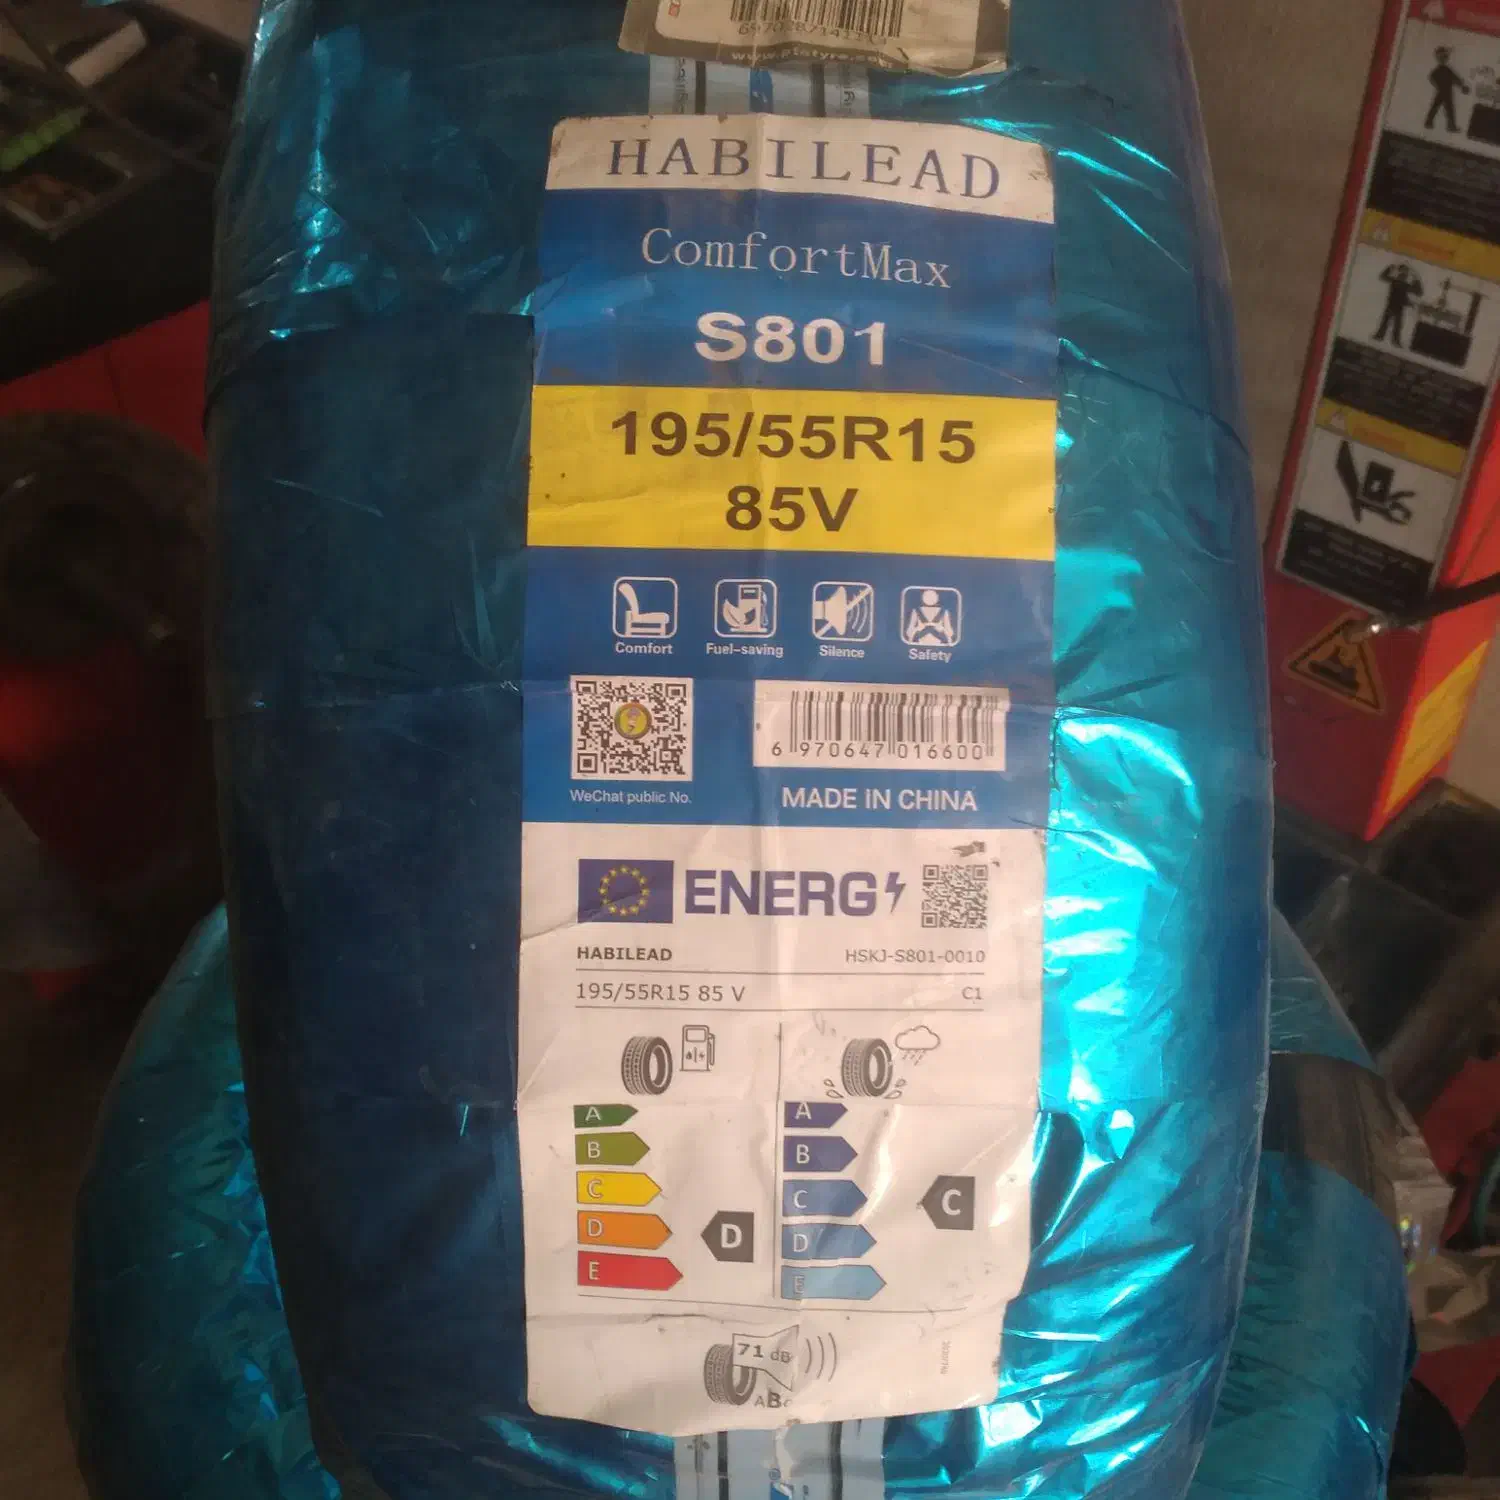 HABILEAD
ComfortMax
S801
195/55R15
85V
Comfort Fuel-saving Silence Safety
6 970647 016600
WeChat public No.
MADE IN CHINA
ENERG
HABILEAD HSKJ-S801-0010
195/55R15 85 V C1
A A
B B
C C C
D D D
E E
71 dB
AB